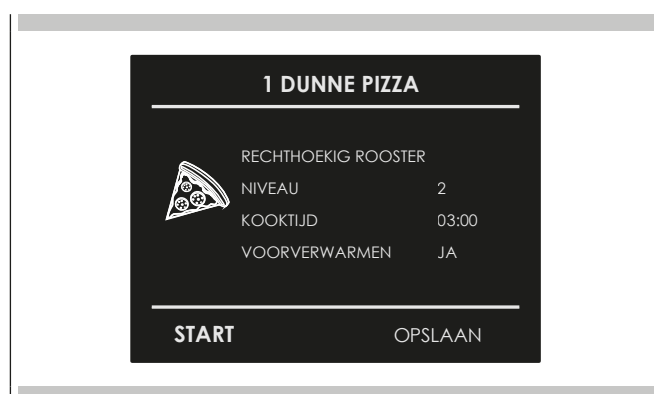 1 DUNNE PIZZA
RECHTHOEKIG ROOSTER
NIVEAU 2
KOOKTIJD 03:00
VOORVERWARMEN JA
START OPSLAAN